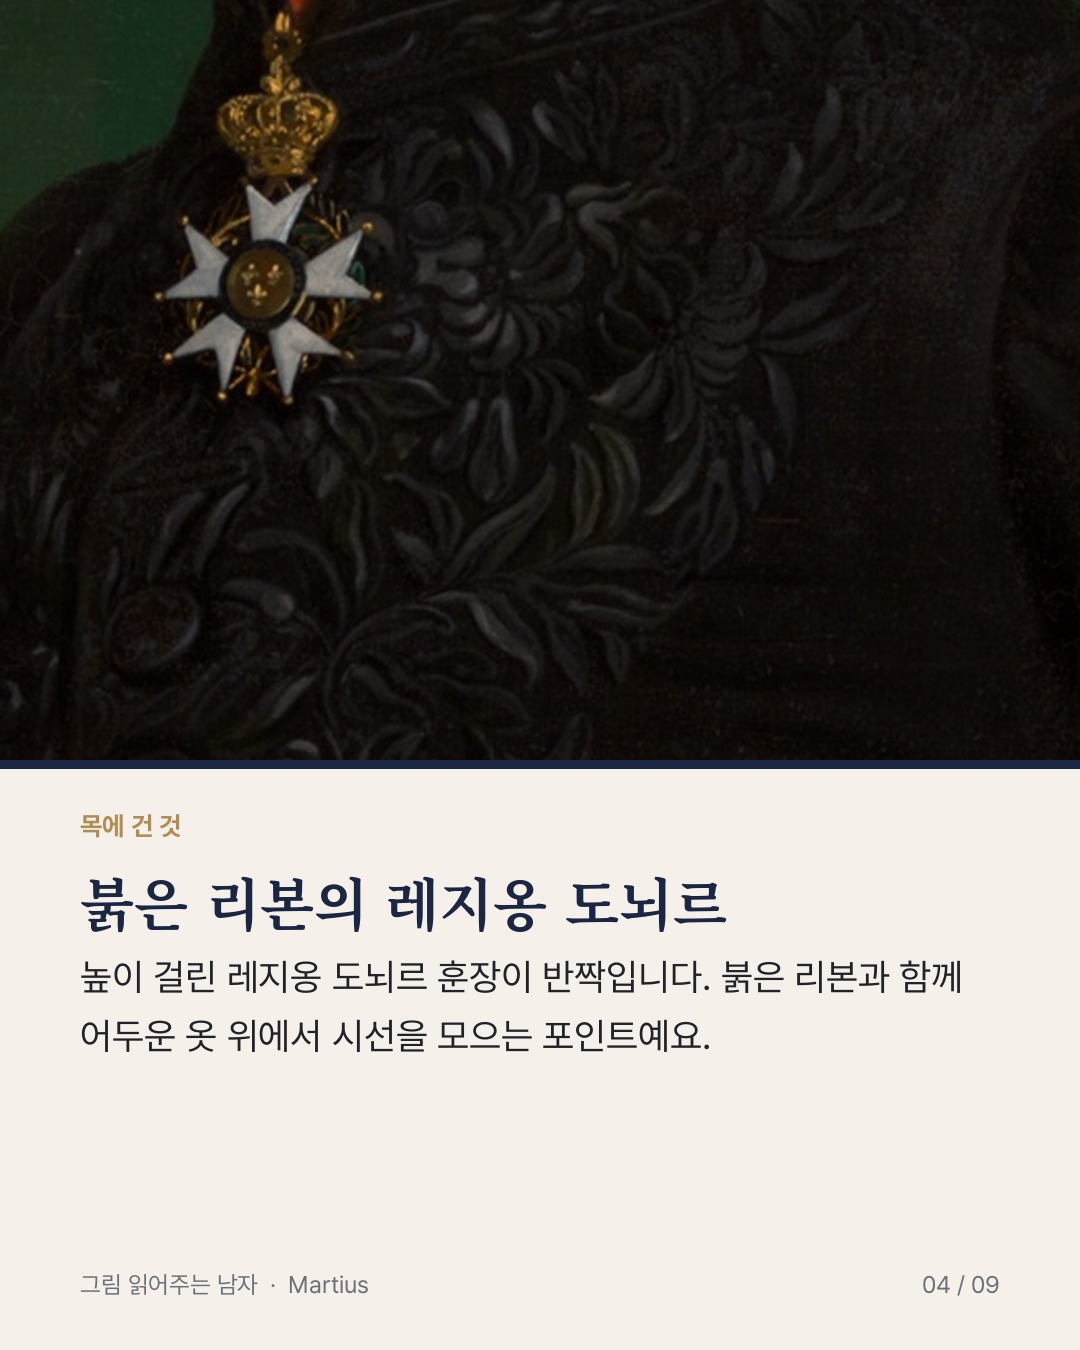 목에 건 것
붉은 리본의 레지옹 도뇌르
높이 걸린 레지옹 도뇌르 훈장이 반짝입니다. 붉은 리본과 함께
어두운 옷 위에서 시선을 모으는 포인트예요.
그림 읽어주는 남자 · Martius
04 / 09